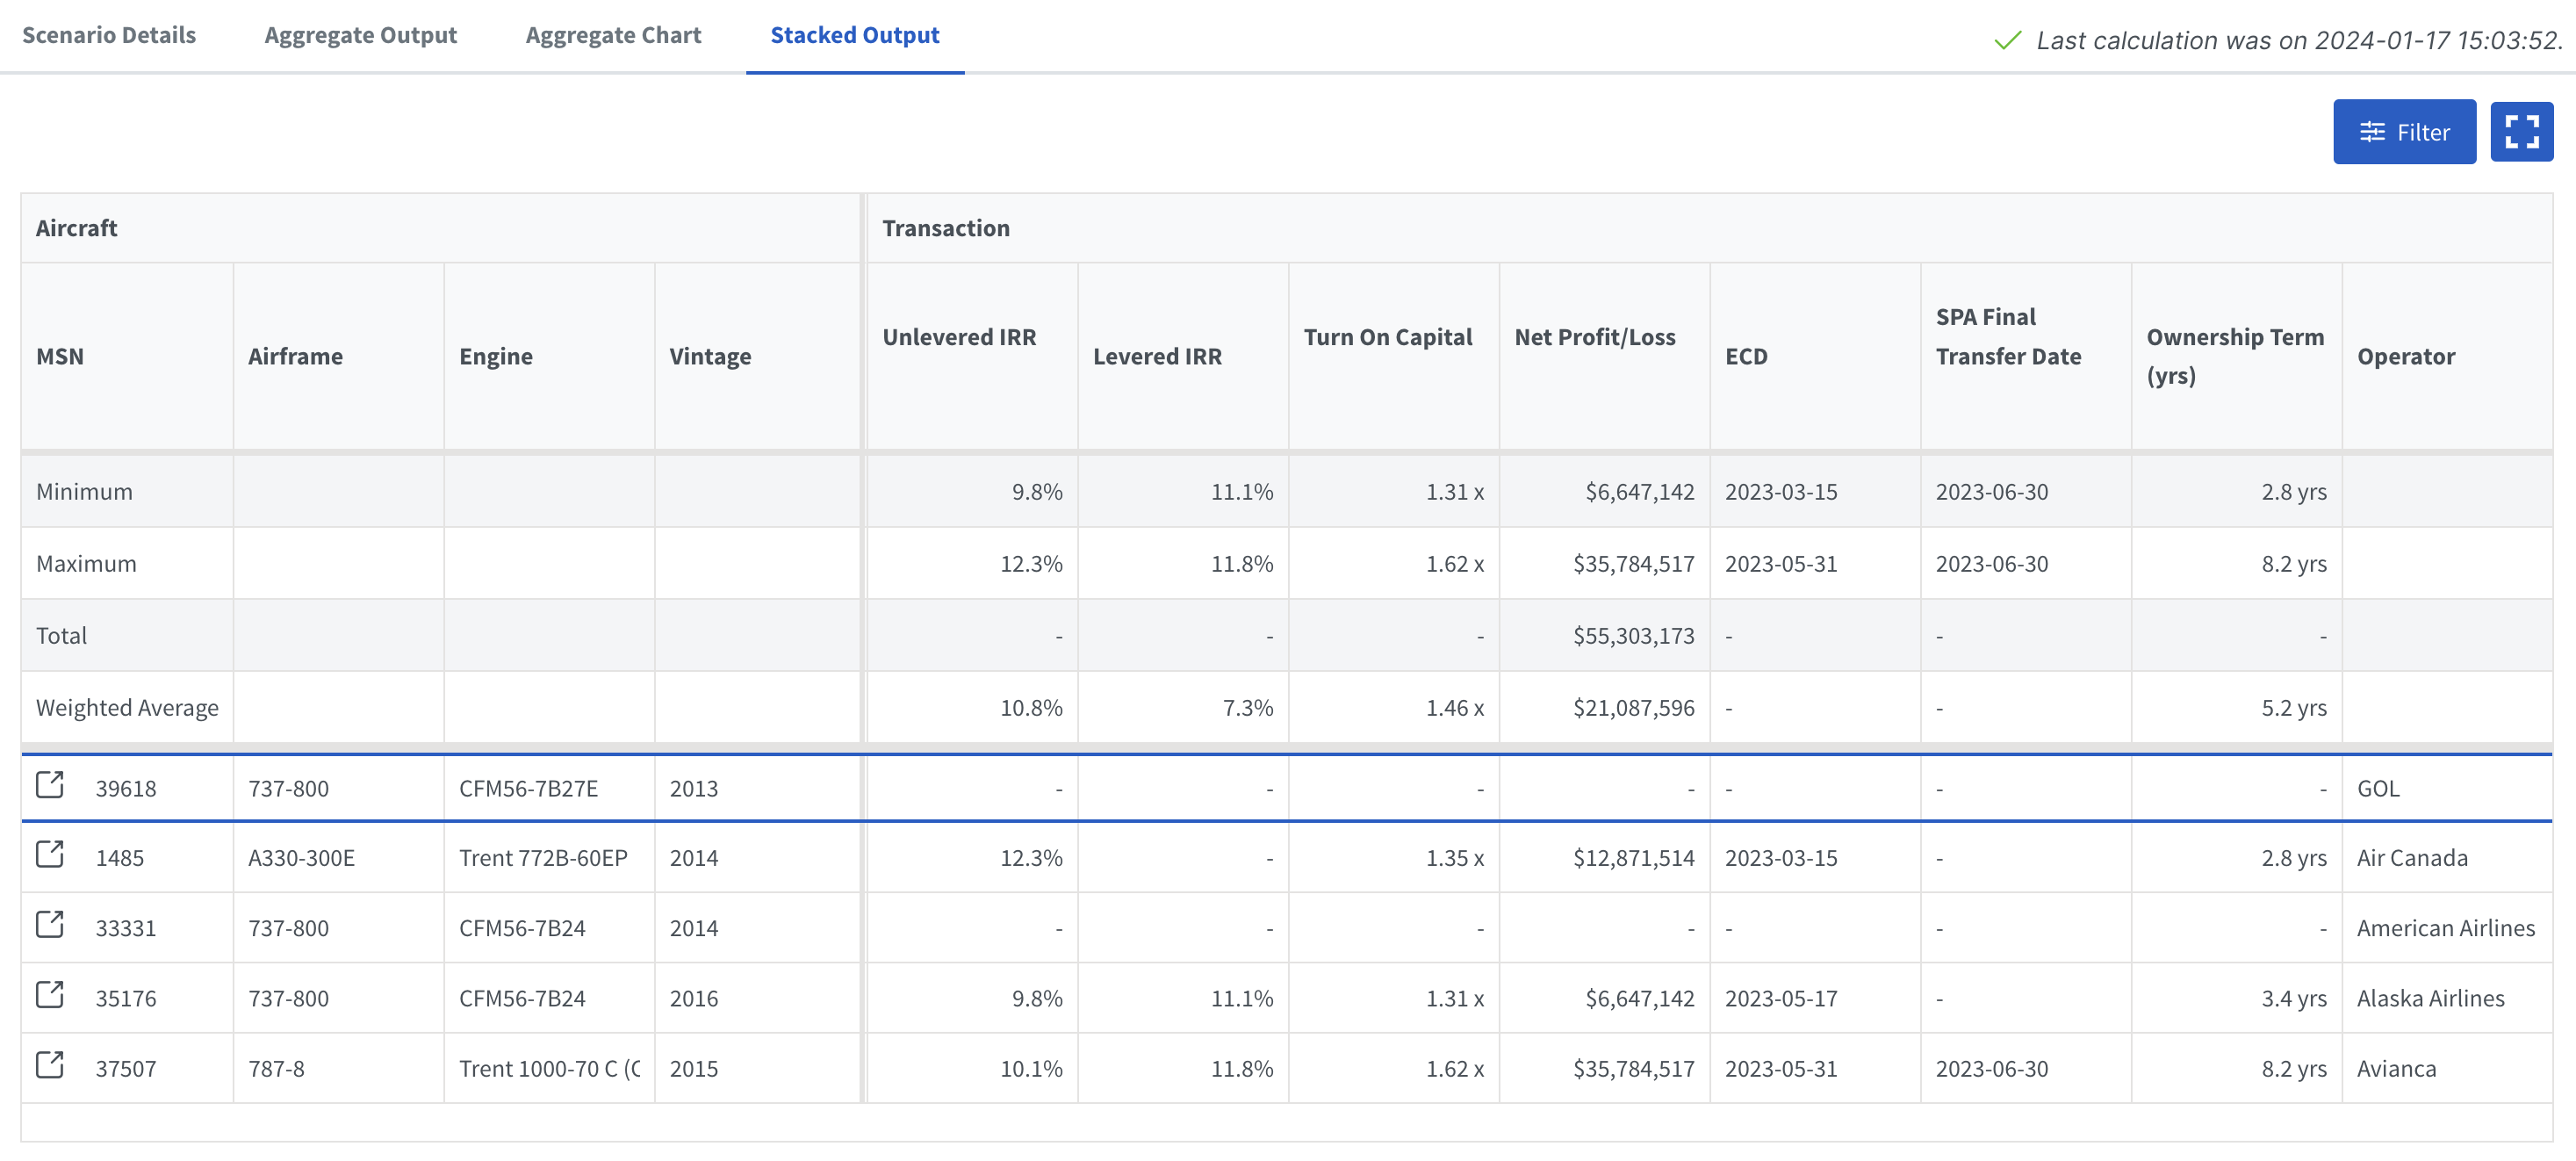 Scenario Details Aggregate Output Aggregate Chart Stacked Output Last calculation was on 2024-01-17 15:03:52.
Filter
Aircraft Transaction
MSN Airframe Engine Vintage Unlevered IRR Levered IRR Turn On Capital Net Profit/Loss ECD SPA Final Transfer Date Ownership Term (yrs) Operator
Minimum 9.8% 11.1% 1.31 x $6,647,142 2023-03-15 2023-06-30 2.8 yrs
Maximum 12.3% 11.8% 1.62 x $35,784,517 2023-05-31 2023-06-30 8.2 yrs
Total - - - $55,303,173 - - -
Weighted Average 10.8% 7.3% 1.46 x $21,087,596 - - 5.2 yrs
39618 737-800 CFM56-7B27E 2013 - - - - - - - GOL
1485 A330-300E Trent 772B-60EP 2014 12.3% - 1.35 x $12,871,514 2023-03-15 - 2.8 yrs Air Canada
33331 737-800 CFM56-7B24 2014 - - - - - - - American Airlines
35176 737-800 CFM56-7B24 2016 9.8% 11.1% 1.31 x $6,647,142 2023-05-17 - 3.4 yrs Alaska Airlines
37507 787-8 Trent 1000-70 C (C 2015 10.1% 11.8% 1.62 x $35,784,517 2023-05-31 2023-06-30 8.2 yrs Avianca